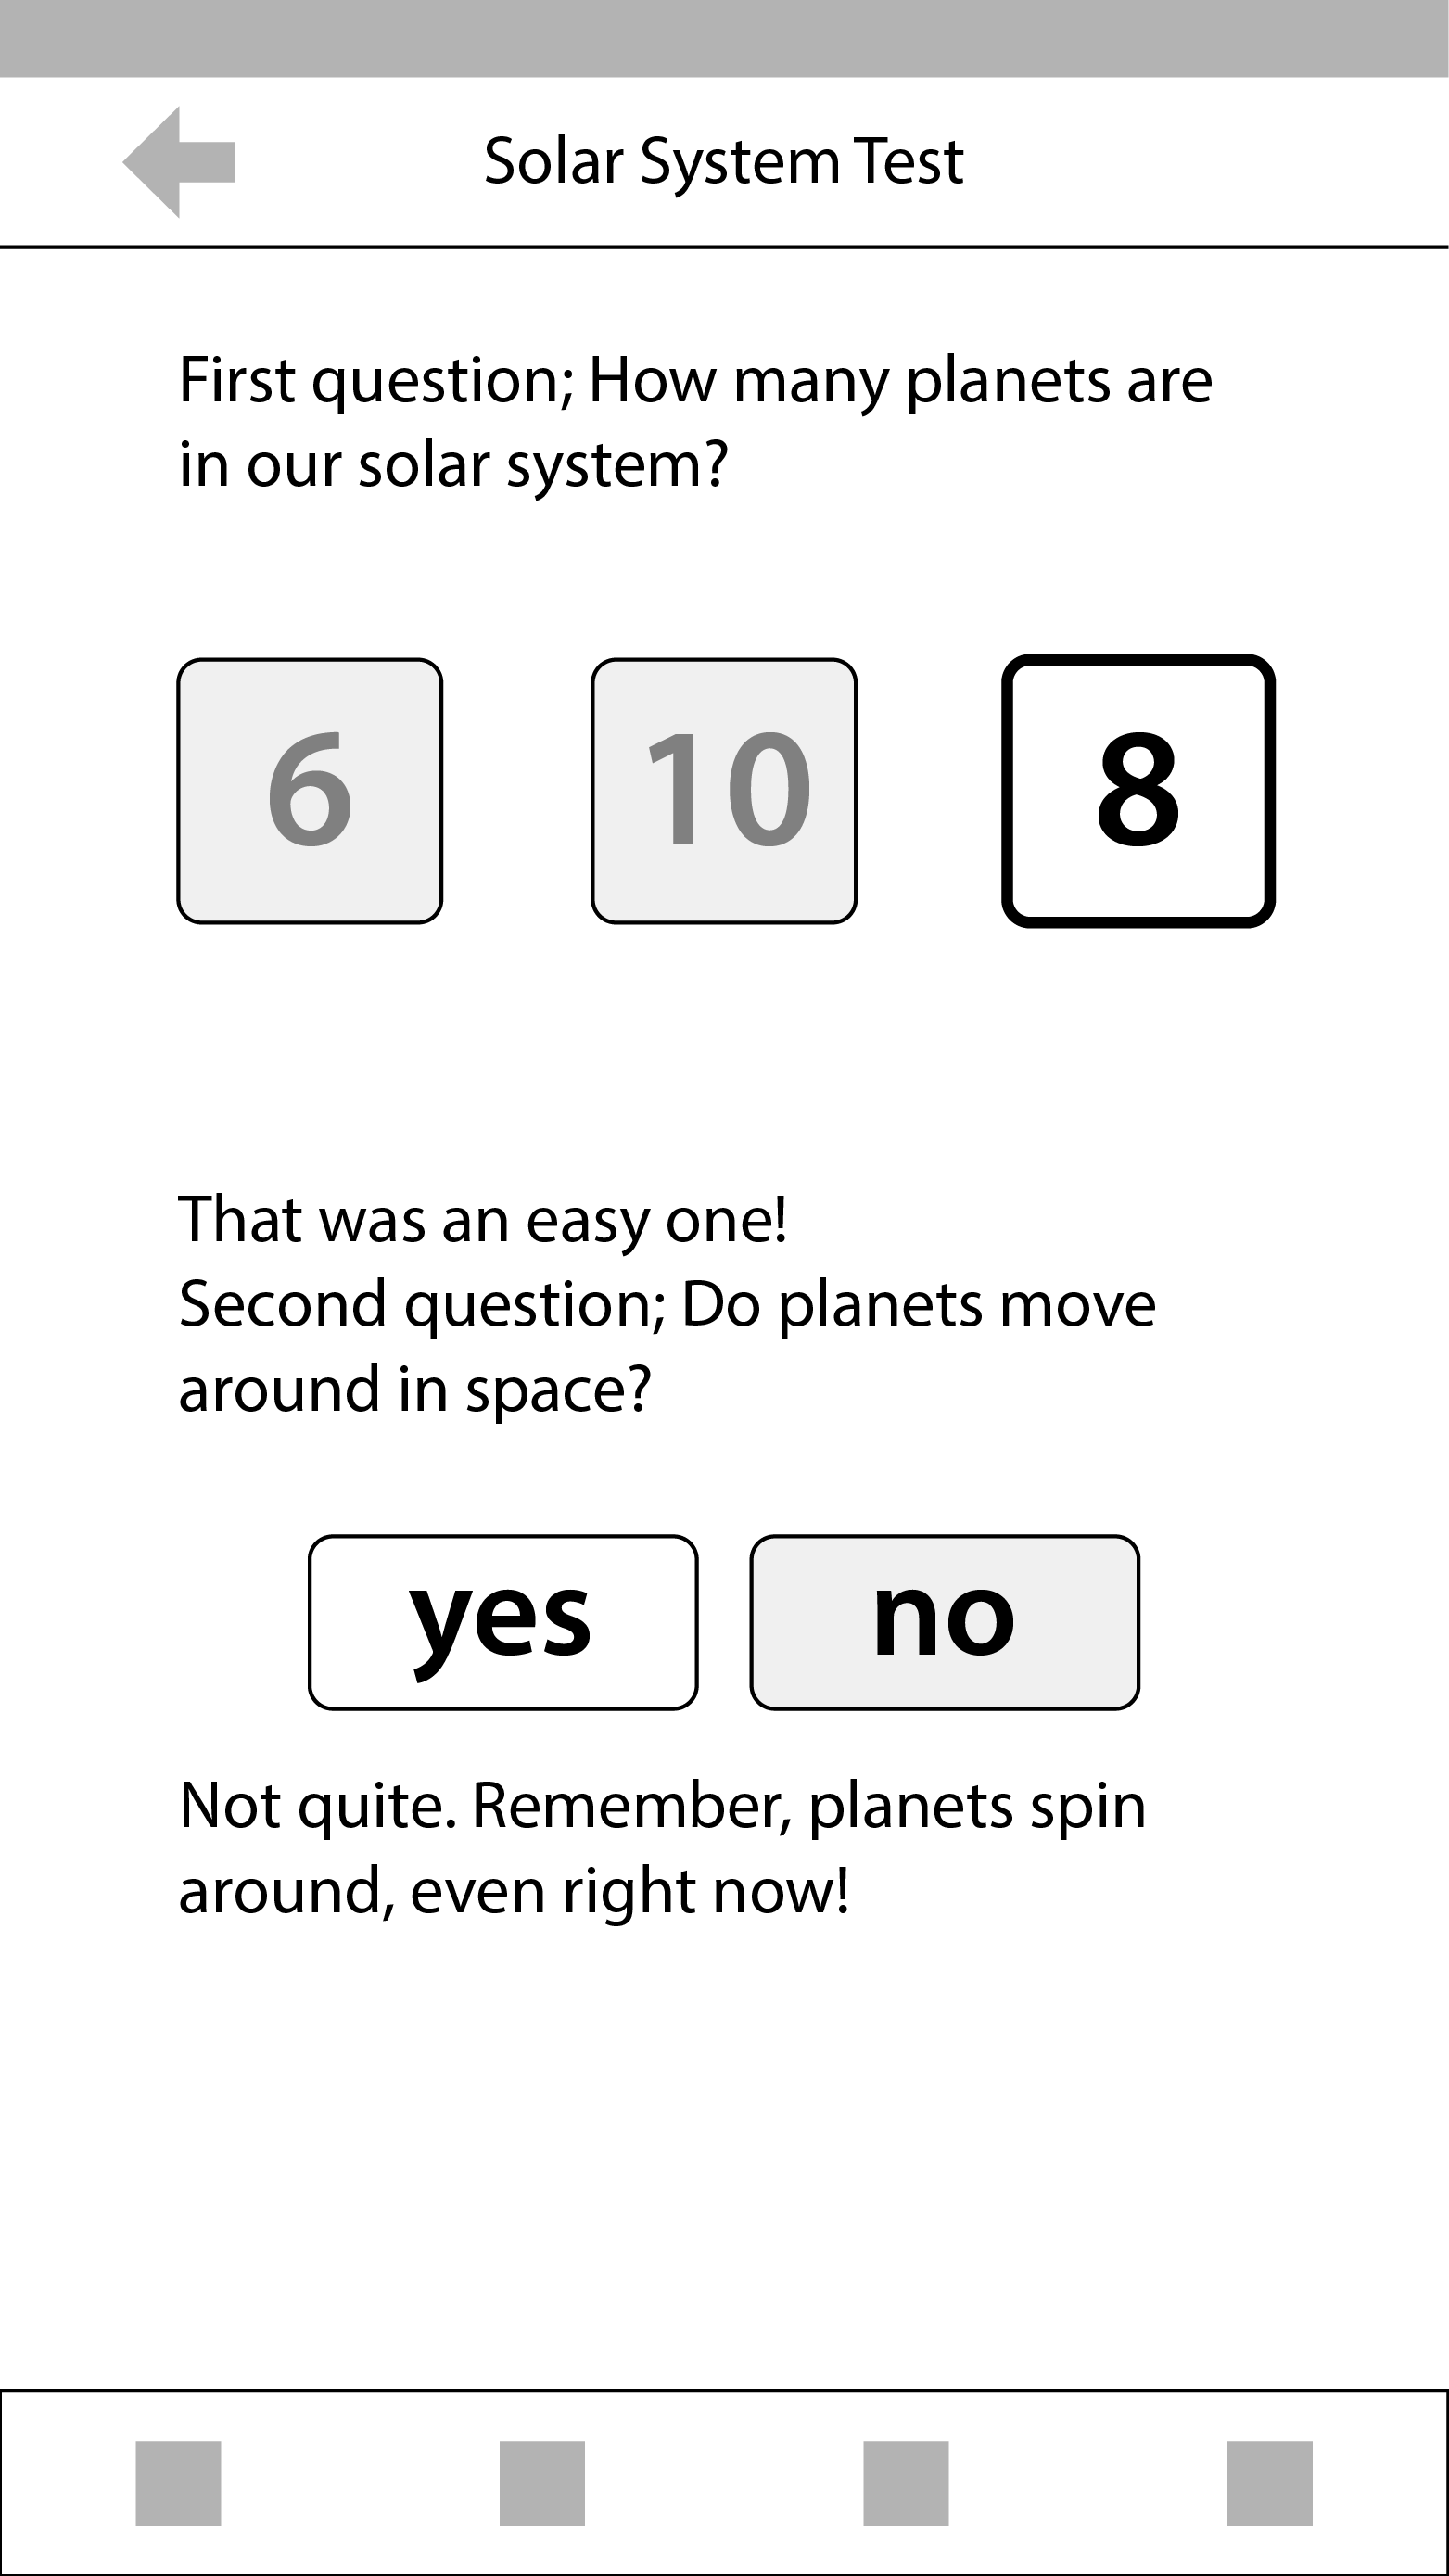 Solar System Test
First question; How many planets are
in our solar system?
6 10 8
That was an easy one!
Second question; Do planets move
around in space?
yes no
Not quite. Remember, planets spin
around, even right now!